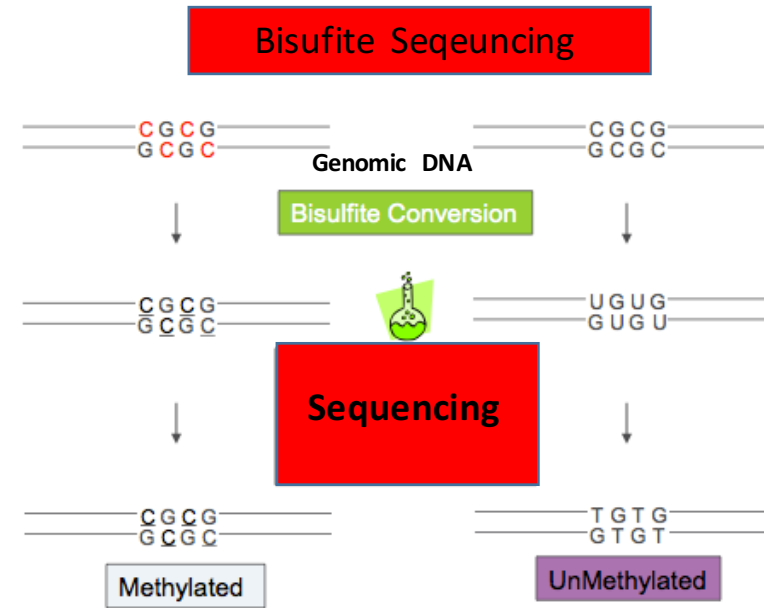 Bisufite Seqeuncing
CGCG
GCGC
CGCG
GCGC
Genomic DNA
Bisulfite Conversion
CGCG
GCGC
UGUG
GUGU
Sequencing
CGCG
GCGC
TGTG
GTGT
Methylated
UnMethylated